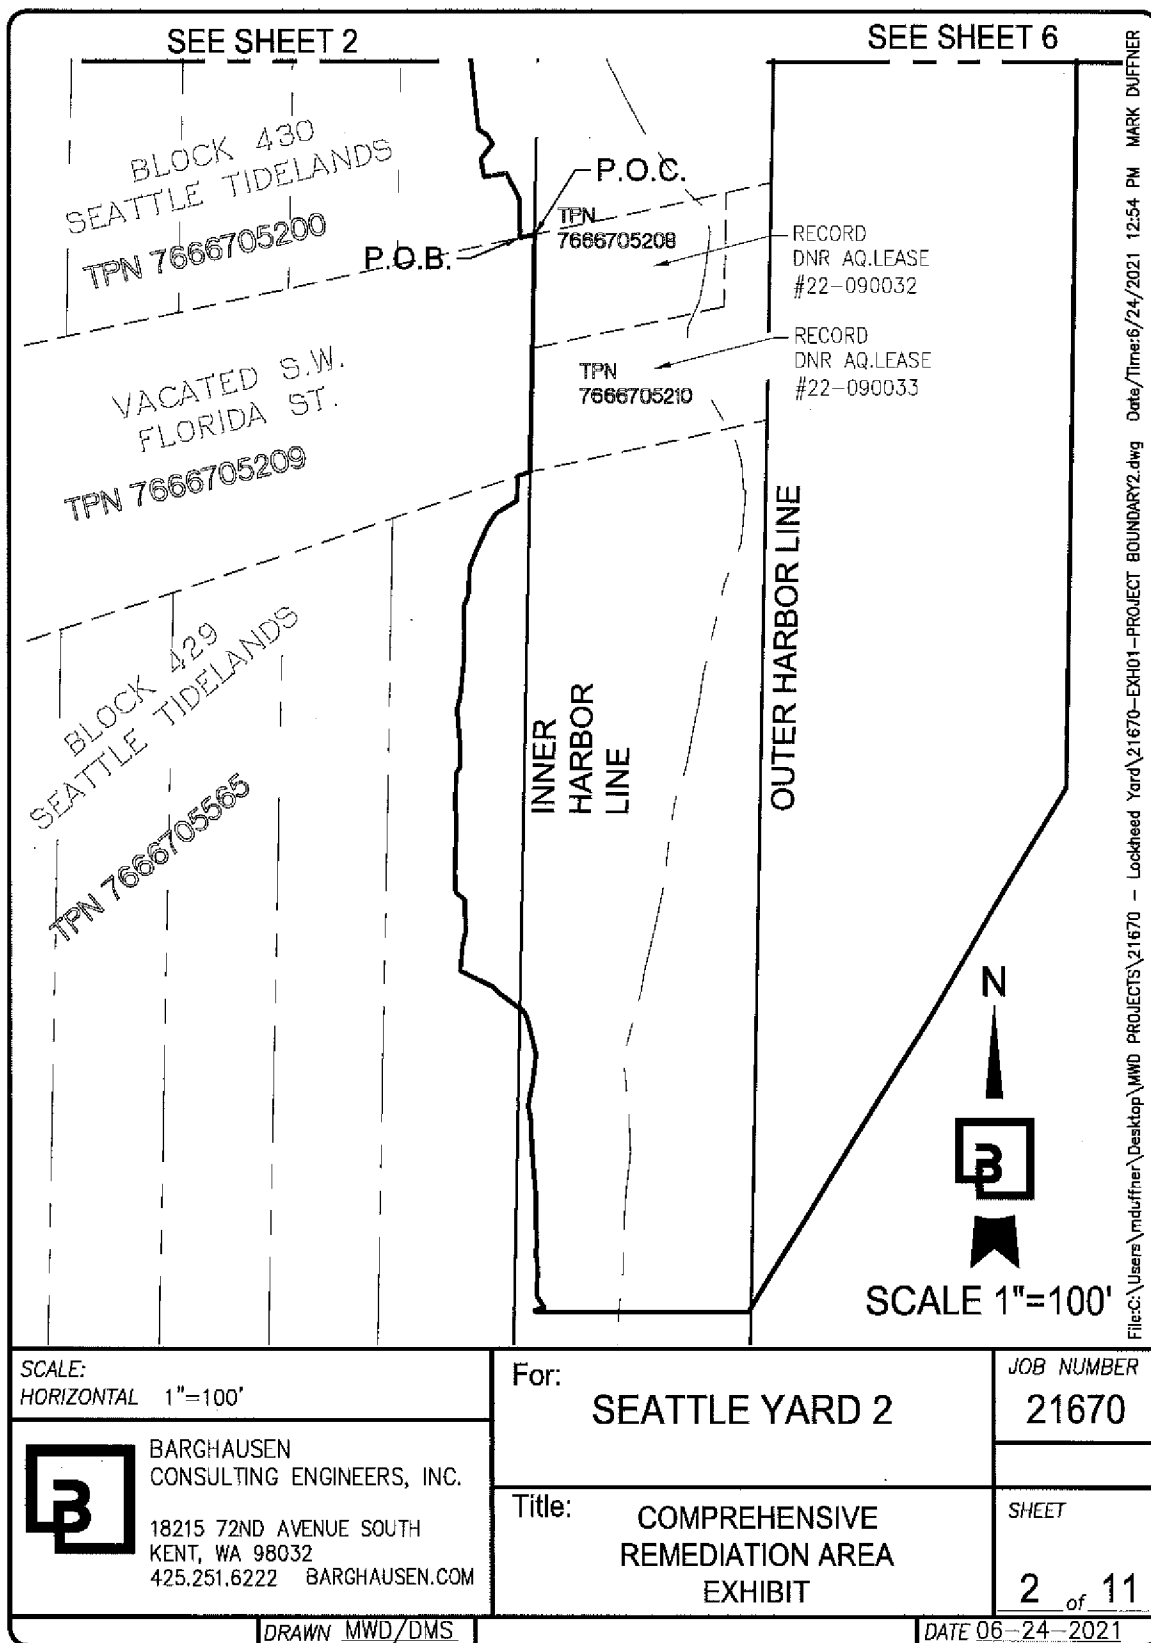 SEE SHEET 2
SEE SHEET 6
BLOCK 430
SEATTLE TIDELANDS
TPN 7666705200
P.O.C.
P.O.B.
TPN
7666705208
RECORD
DNR AQ.LEASE
#22-090032
RECORD
DNR AQ.LEASE
#22-090033
TPN
7666705210
VACATED S.W.
FLORIDA ST.
TPN 7666705209
BLOCK 429
SEATTLE TIDELANDS
TPN 7666705565
INNER
HARBOR
LINE
OUTER HARBOR LINE
N
B
SCALE 1"=100'
File:C:\Users\mduffner\Desktop\MWD PROJECTS\21670 - Lockheed Yard\21670-EXH01-PROJECT BOUNDARY2.dwg Date/Time:6/24/2021 12:54 PM MARK DUFFNER
SCALE:
HORIZONTAL 1"=100'
B
BARGHAUSEN
CONSULTING ENGINEERS, INC.
18215 72ND AVENUE SOUTH
KENT, WA 98032
425.251.6222 BARGHAUSEN.COM
For:
SEATTLE YARD 2
JOB NUMBER
21670
Title:
COMPREHENSIVE
REMEDIATION AREA
EXHIBIT
SHEET
2 of 11
DRAWN MWD/DMS
DATE 06-24-2021